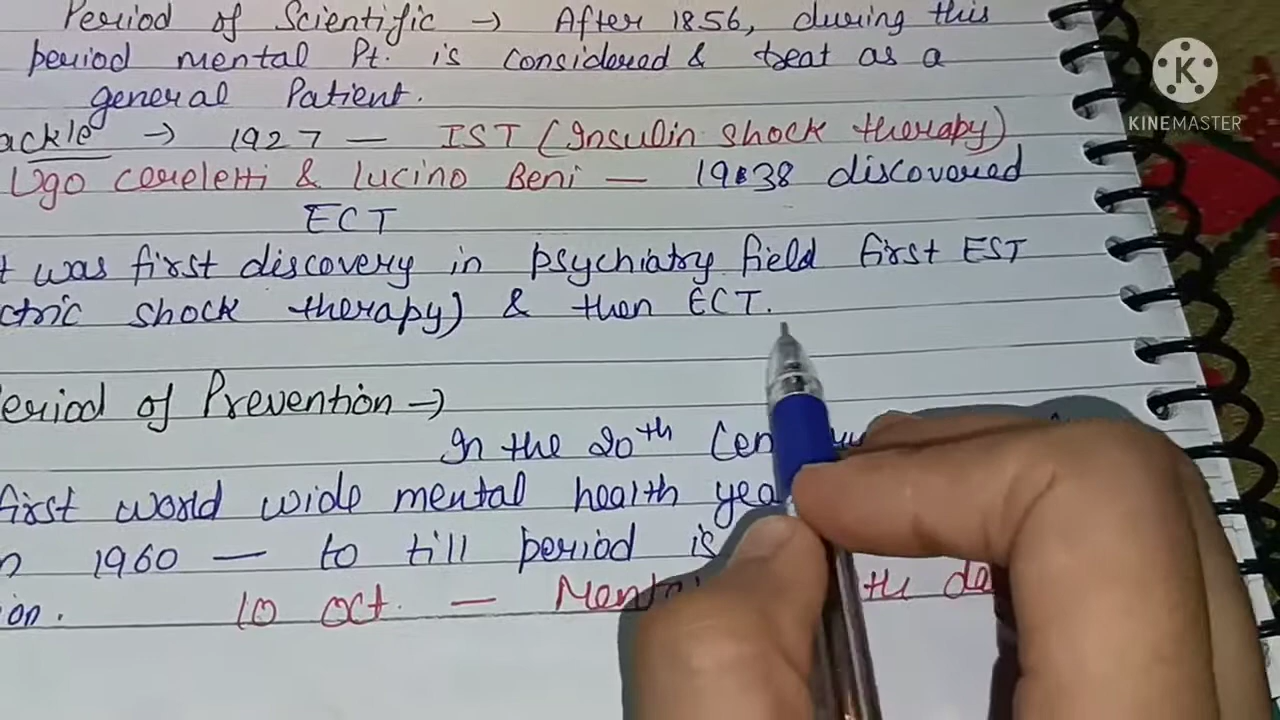 Period of Scientific → After 1856, during this
period mental Pt. is considered & treat as a
general Patient.
ackle → 1927 — IST (Insulin shock therapy)
Ugo cereletti & Lucino Beni — 1938 discovered
ECT
t was first discovery in psychiatry field first EST
ctric shock therapy) & then ECT.
eriod of Prevention →
In the 20th Cen
first world wide mental health yea
1960 — to till period is
ion. 10 Oct. — Menta th da
K
KINEMASTER